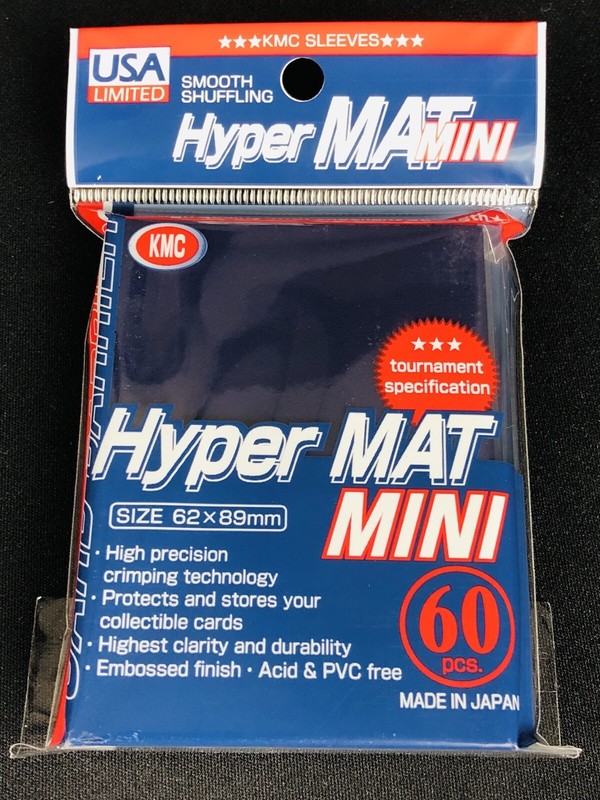 ★★★KMC SLEEVES★★★
USA
LIMITED
SMOOTH
SHUFFLING
Hyper MAT MINI
KMC
★★★
tournament
specification
Hyper MAT
MINI
SIZE 62×89mm
・High precision
crimping technology
・Protects and stores your
collectible cards
・Highest clarity and durability
・Embossed finish・Acid & PVC free
60
pcs.
MADE IN JAPAN